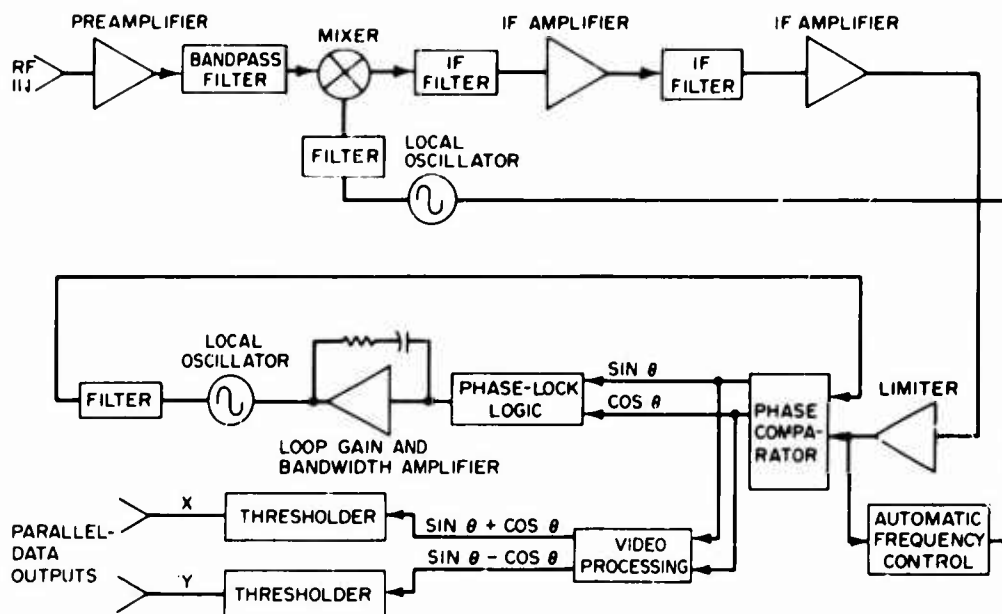 PREAMPLIFIER
MIXER
IF AMPLIFIER
IF AMPLIFIER
RF
BANDPASS
FILTER
IF
FILTER
IF
FILTER
FILTER
LOCAL
OSCILLATOR
LOCAL
OSCILLATOR
FILTER
LOOP GAIN AND
BANDWIDTH AMPLIFIER
PHASE-LOCK
LOGIC
SIN θ
COS θ
PHASE
COMPA-
RATOR
LIMITER
AUTOMATIC
FREQUENCY
CONTROL
PARALLEL-
DATA
OUTPUTS
X
THRESHOLDER
SIN θ + COS θ
SIN θ - COS θ
VIDEO
PROCESSING
Y
THRESHOLDER